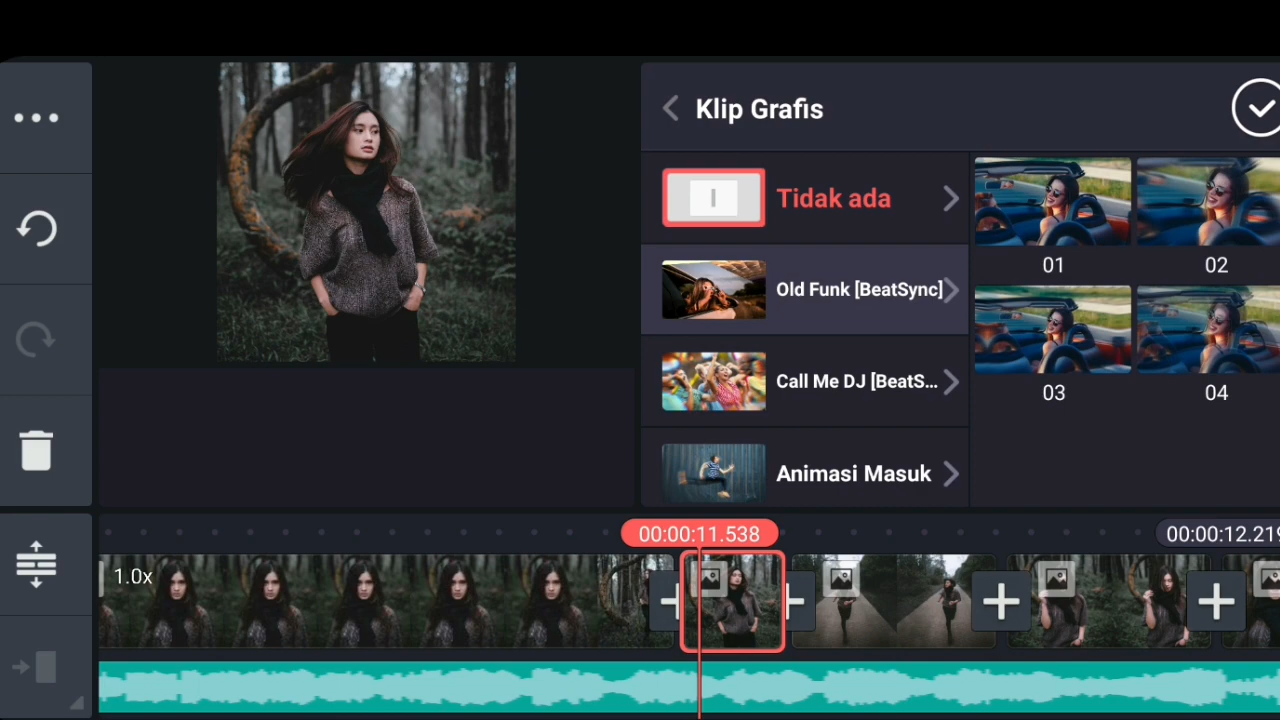 Klip Grafis
Tidak ada
Old Funk [BeatSync]
Call Me DJ [BeatS...
Animasi Masuk
01
02
03
04
00:00:11.538
00:00:12.219
1.0x